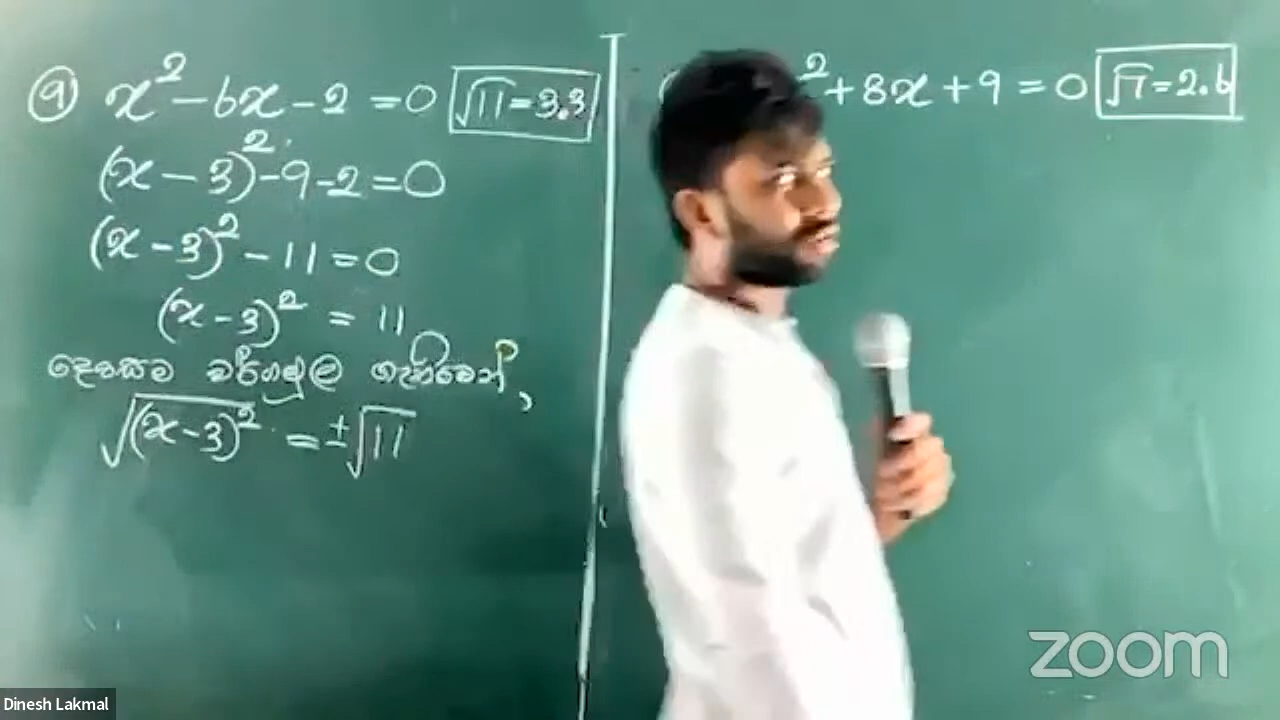 9) x² - 6x - 2 = 0 √11 = 3.3
(x - 3)² - 9 - 2 = 0
(x - 3)² - 11 = 0
(x - 3)² = 11
දෙපසම වර්ගමූල ගැනීමෙන්,
√(x - 3)² = ±√11
² + 8x + 9 = 0 √7 = 2.6
zoom
Dinesh Lakmal